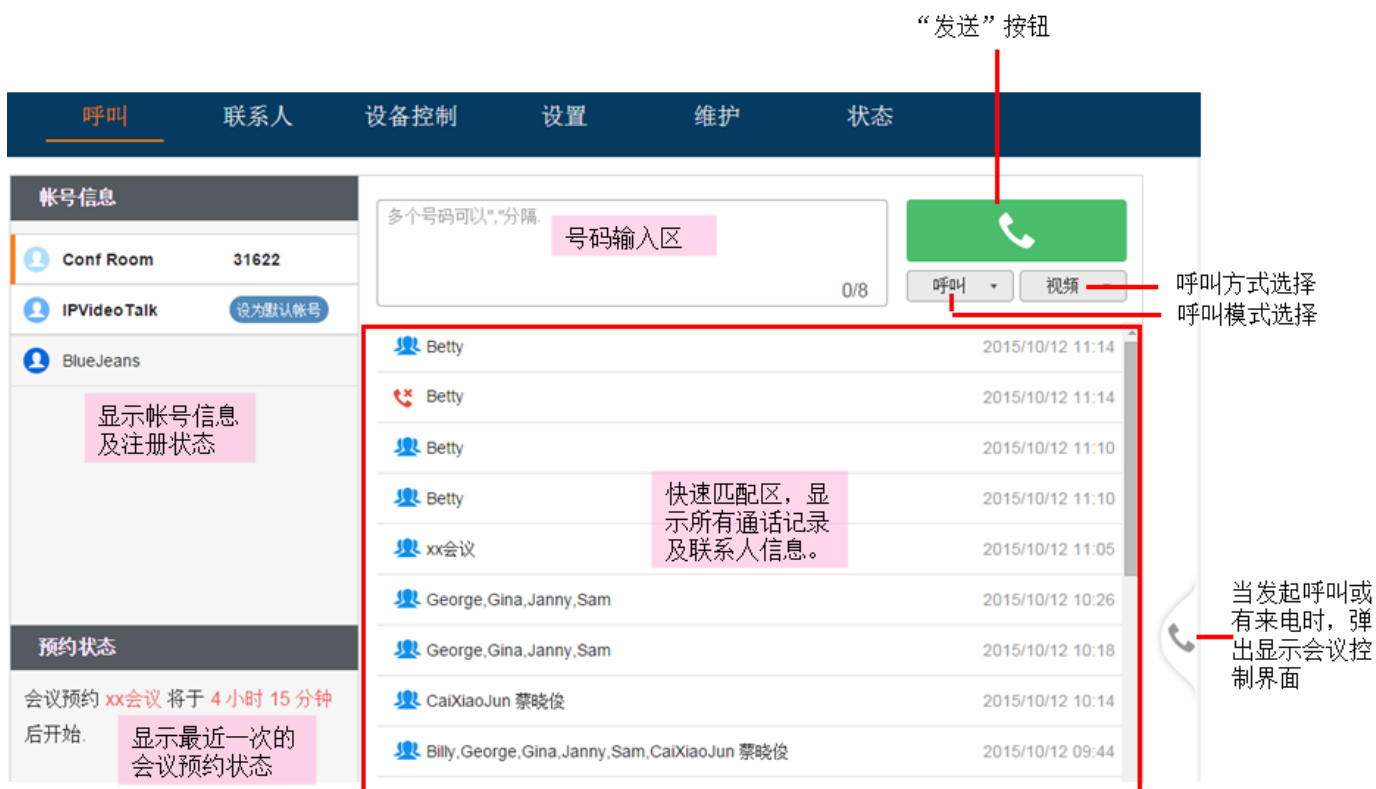 “发送”按钮
呼叫 联系人 设备控制 设置 维护 状态
帐号信息
Conf Room 31622
IPVideoTalk 设为默认帐号
BlueJeans
显示帐号信息
及注册状态
预约状态
会议预约 xx会议 将于 4 小时 15 分钟
后开始.
显示最近一次的
会议预约状态
多个号码可以","分隔.
号码输入区
0/8
呼叫 视频
呼叫方式选择
呼叫模式选择
Betty 2015/10/12 11:14
Betty 2015/10/12 11:14
Betty 2015/10/12 11:10
Betty 2015/10/12 11:10
xx会议 2015/10/12 11:05
George,Gina,Janny,Sam 2015/10/12 10:26
George,Gina,Janny,Sam 2015/10/12 10:18
CaiXiaoJun 蔡晓俊 2015/10/12 10:14
Billy,George,Gina,Janny,Sam,CaiXiaoJun 蔡晓俊 2015/10/12 09:44
快速匹配区，显
示所有通话记录
及联系人信息。
当发起呼叫或
有来电时，弹
出显示会议控
制界面